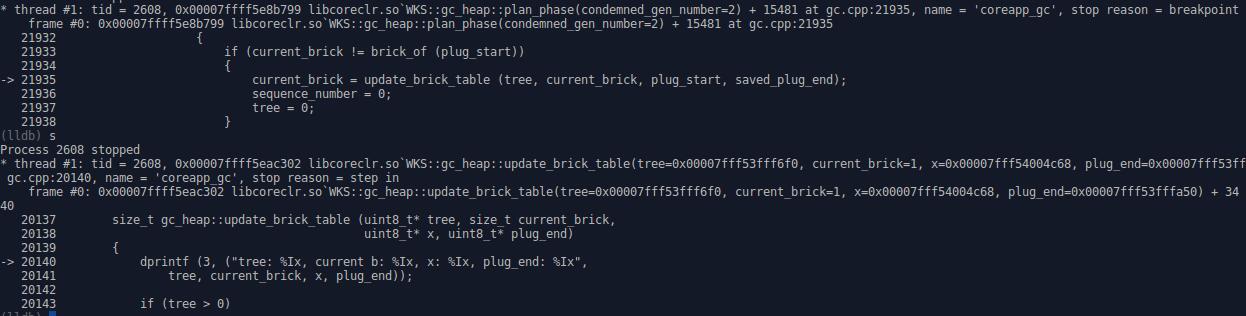 * thread #1: tid = 2608, 0x00007ffff5e8b799 libcoreclr.so`WKS::gc_heap::plan_phase(condemned_gen_number=2) + 15481 at gc.cpp:21935, name = 'coreapp_gc', stop reason = breakpoint
    frame #0: 0x00007ffff5e8b799 libcoreclr.so`WKS::gc_heap::plan_phase(condemned_gen_number=2) + 15481 at gc.cpp:21935
   21932                    {
   21933                        if (current_brick != brick_of (plug_start))
   21934                        {
-> 21935                            current_brick = update_brick_table (tree, current_brick, plug_start, saved_plug_end);
   21936                            sequence_number = 0;
   21937                            tree = 0;
   21938                        }
(lldb) s
Process 2608 stopped
* thread #1: tid = 2608, 0x00007ffff5eac302 libcoreclr.so`WKS::gc_heap::update_brick_table(tree=0x00007fff53fff6f0, current_brick=1, x=0x00007fff54004c68, plug_end=0x00007fff53ff
 gc.cpp:20140, name = 'coreapp_gc', stop reason = step in
    frame #0: 0x00007ffff5eac302 libcoreclr.so`WKS::gc_heap::update_brick_table(tree=0x00007fff53fff6f0, current_brick=1, x=0x00007fff54004c68, plug_end=0x00007fff53fffa50) + 34
40
   20137        size_t gc_heap::update_brick_table (uint8_t* tree, size_t current_brick,
   20138                                            uint8_t* x, uint8_t* plug_end)
   20139        {
-> 20140            dprintf (3, ("tree: %Ix, current b: %Ix, x: %Ix, plug_end: %Ix",
   20141                tree, current_brick, x, plug_end));
   20142
   20143            if (tree > 0)
(lldb)